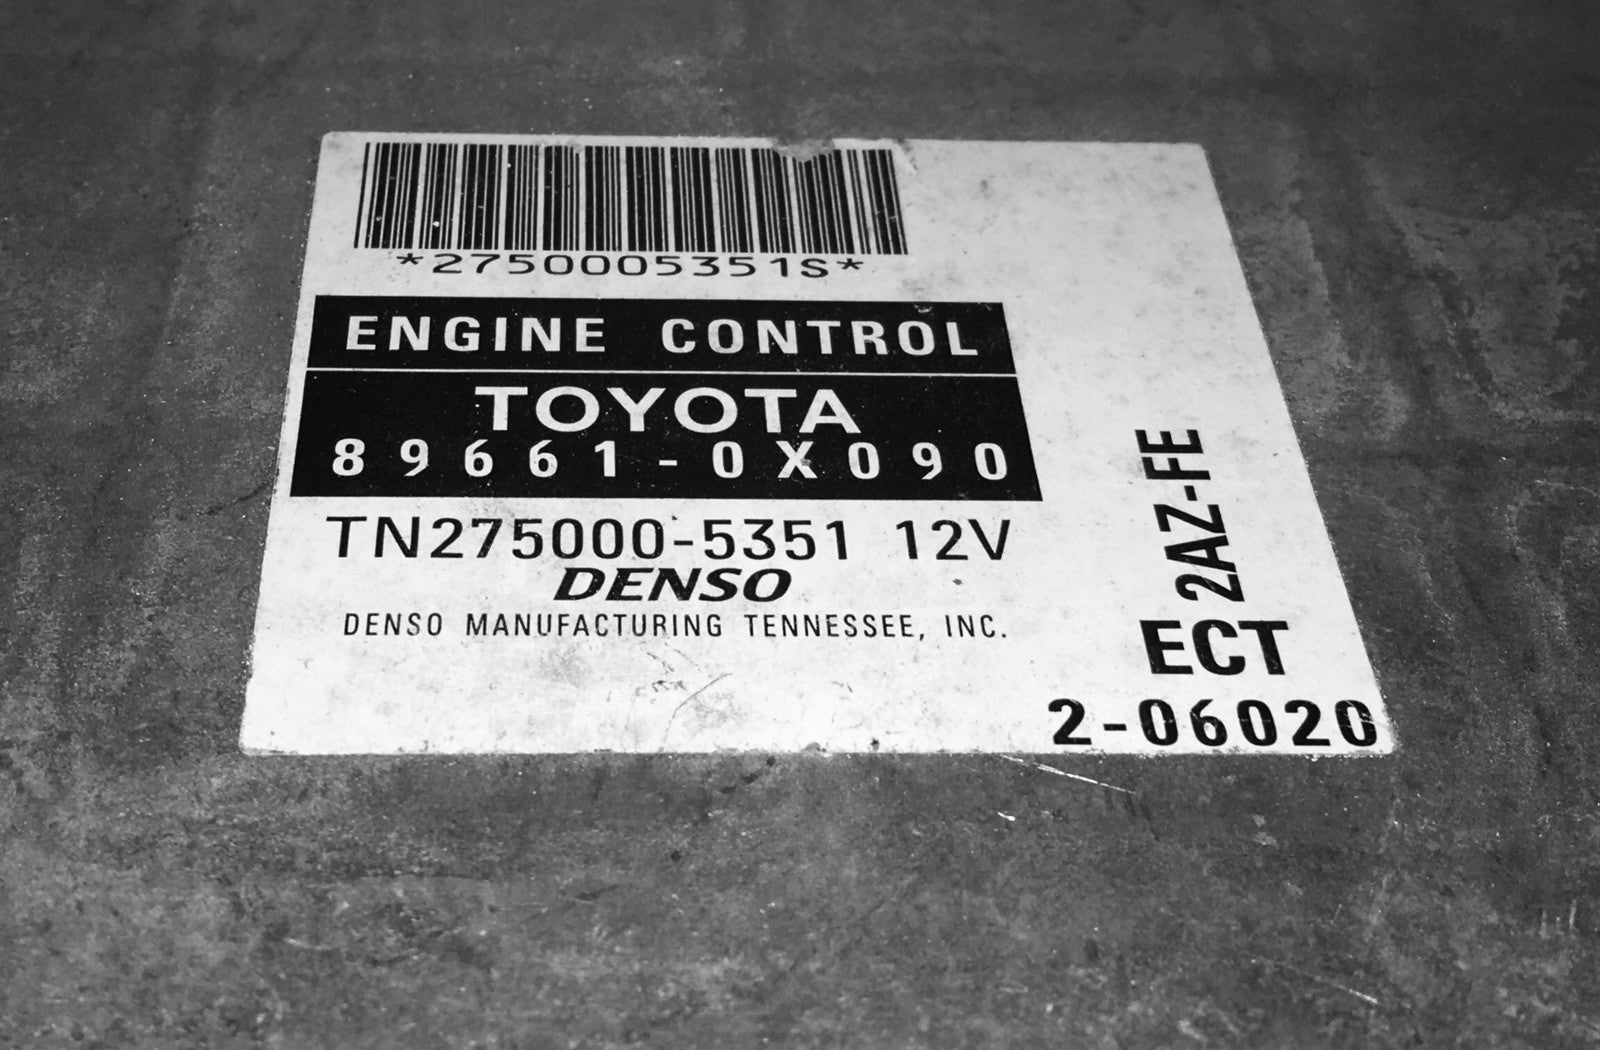 *2750005351S*
ENGINE CONTROL
TOYOTA
89661-0X090
TN275000-5351 12V
DENSO
DENSO MANUFACTURING TENNESSEE, INC.
2AZ-FE
ECT
2-06020